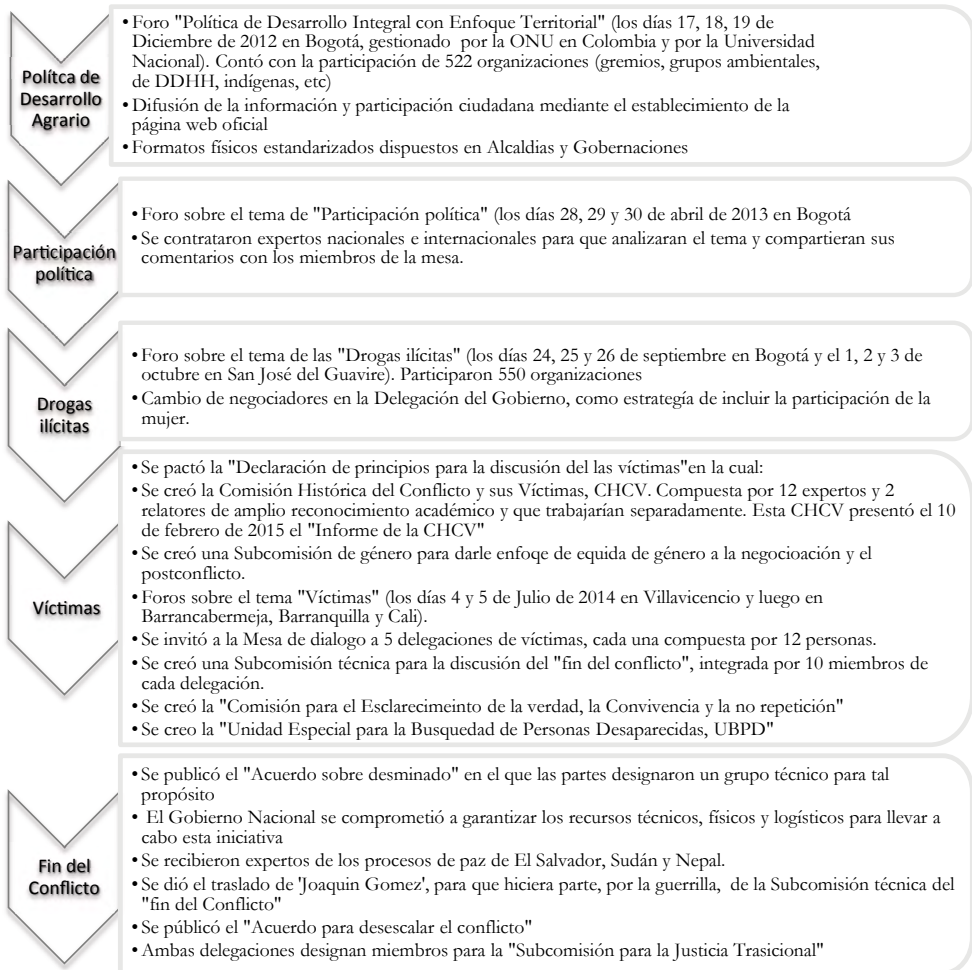 Polítca de
Desarrollo
Agrario
• Foro "Política de Desarrollo Integral con Enfoque Territorial" (los días 17, 18, 19 de
Diciembre de 2012 en Bogotá, gestionado por la ONU en Colombia y por la Universidad
Nacional). Contó con la participación de 522 organizaciones (gremios, grupos ambientales,
de DDHH, indígenas, etc)
• Difusión de la información y participación ciudadana mediante el establecimiento de la
página web oficial
• Formatos físicos estandarizados dispuestos en Alcaldias y Gobernaciones
Participación
política
• Foro sobre el tema de "Participación política" (los días 28, 29 y 30 de abril de 2013 en Bogotá
• Se contrataron expertos nacionales e internacionales para que analizaran el tema y compartieran sus
comentarios con los miembros de la mesa.
Drogas
ilícitas
• Foro sobre el tema de las "Drogas ilícitas" (los días 24, 25 y 26 de septiembre en Bogotá y el 1, 2 y 3 de
octubre en San José del Guavire). Participaron 550 organizaciones
• Cambio de negociadores en la Delegación del Gobierno, como estrategía de incluir la participación de la
mujer.
Víctimas
• Se pactó la "Declaración de principios para la discusión del las víctimas"en la cual:
• Se creó la Comisión Histórica del Conflicto y sus Víctimas, CHCV. Compuesta por 12 expertos y 2
relatores de amplio reconocimiento académico y que trabajarían separadamente. Esta CHCV presentó el 10
de febrero de 2015 el "Informe de la CHCV"
• Se creó una Subcomisión de género para darle enfoqe de equida de género a la negocioación y el
postconflicto.
• Foros sobre el tema "Víctimas" (los días 4 y 5 de Julio de 2014 en Villavicencio y luego en
Barrancabermeja, Barranquilla y Cali).
• Se invitó a la Mesa de dialogo a 5 delegaciones de víctimas, cada una compuesta por 12 personas.
• Se creó una Subcomisión técnica para la discusión del "fin del conflicto", integrada por 10 miembros de
cada delegación.
• Se creó la "Comisión para el Esclarecimeinto de la verdad, la Convivencia y la no repetición"
• Se creo la "Unidad Especial para la Busquedad de Personas Desaparecidas, UBPD"
Fin del
Conflicto
• Se publicó el "Acuerdo sobre desminado" en el que las partes designaron un grupo técnico para tal
propósito
• El Gobierno Nacional se comprometió a garantizar los recursos técnicos, físicos y logísticos para llevar a
cabo esta iniciativa
• Se recibieron expertos de los procesos de paz de El Salvador, Sudán y Nepal.
• Se dió el traslado de 'Joaquin Gomez', para que hiciera parte, por la guerrilla, de la Subcomisión técnica del
"fin del Conflicto"
• Se públicó el "Acuerdo para desescalar el conflicto"
• Ambas delegaciones designan miembros para la "Subcomisión para la Justicia Trasicional"